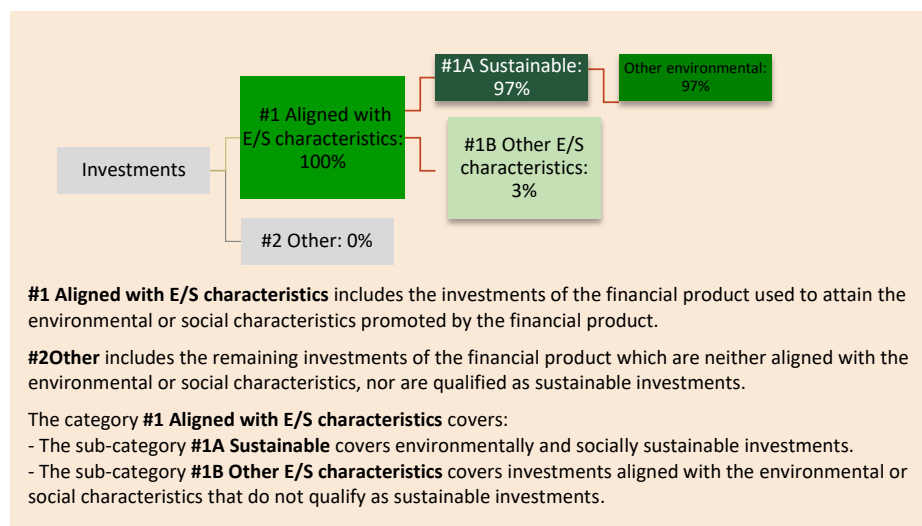 #1A Sustainable:
97%
Other environmental:
97%
#1 Aligned with
E/S characteristics:
100%
#1B Other E/S
characteristics:
3%
Investments
#2 Other: 0%
#1 Aligned with E/S characteristics includes the investments of the financial product used to attain the
environmental or social characteristics promoted by the financial product.
#2Other includes the remaining investments of the financial product which are neither aligned with the
environmental or social characteristics, nor are qualified as sustainable investments.
The category #1 Aligned with E/S characteristics covers:
- The sub-category #1A Sustainable covers environmentally and socially sustainable investments.
- The sub-category #1B Other E/S characteristics covers investments aligned with the environmental or
social characteristics that do not qualify as sustainable investments.